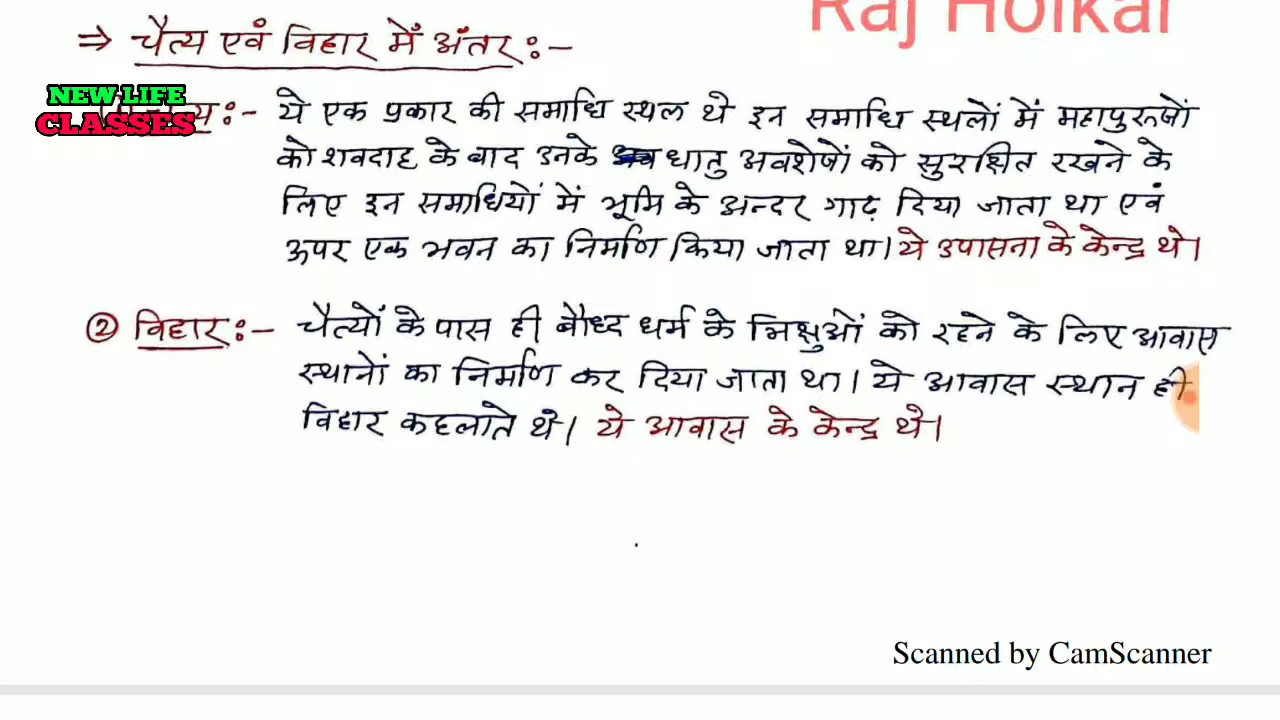 Raj Holkar
⇒ चैत्य एवं विहार में अंतर :-
NEW LIFE
CLASSES
:- ये एक प्रकार की समाधि स्थल थे इन समाधि स्थलों में महापुरूषों
को शवदाह के बाद उनके धातु अवशेषों को सुरक्षित रखने के
लिए इन समाधियों में भूमि के अन्दर गाढ़ दिया जाता था एवं
ऊपर एक भवन का निर्माण किया जाता था। ये उपासना के केन्द्र थे।
② विहार :- चैत्यों के पास ही बौध्द धर्म के भिक्षुओं को रहने के लिए आवास
स्थानों का निर्माण कर दिया जाता था। ये आवास स्थान ही
विहार कहलाते थे। ये आवास के केन्द्र थे।
Scanned by CamScanner